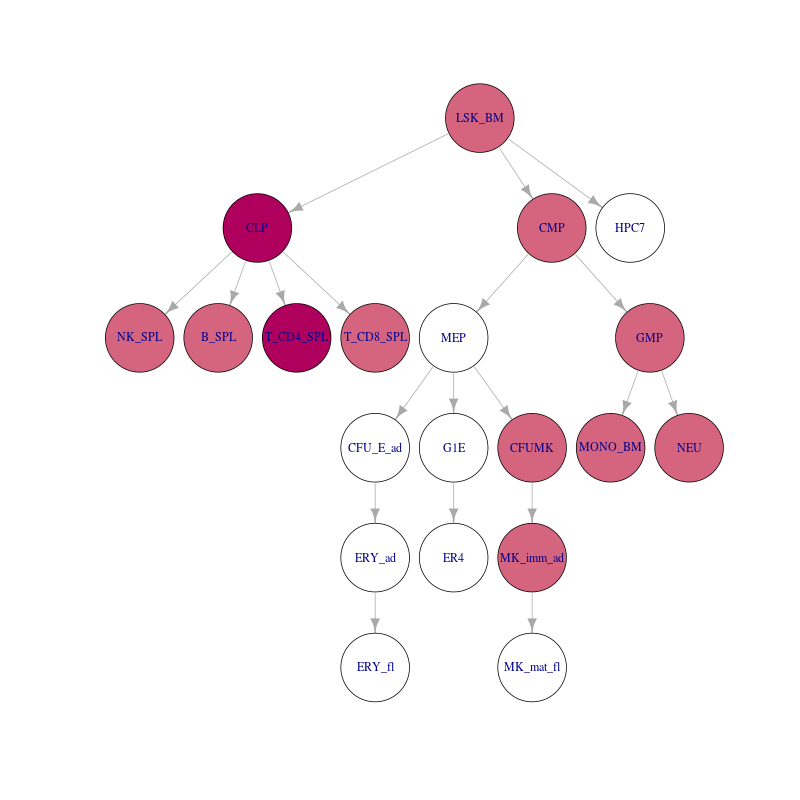 LSK_BM
CLP
CMP
HPC7
NK_SPL
B_SPL
T_CD4_SPL
T_CD8_SPL
MEP
GMP
CFU_E_ad
G1E
CFUMK
MONO_BM
NEU
ERY_ad
ER4
MK_imm_ad
ERY_fl
MK_mat_fl